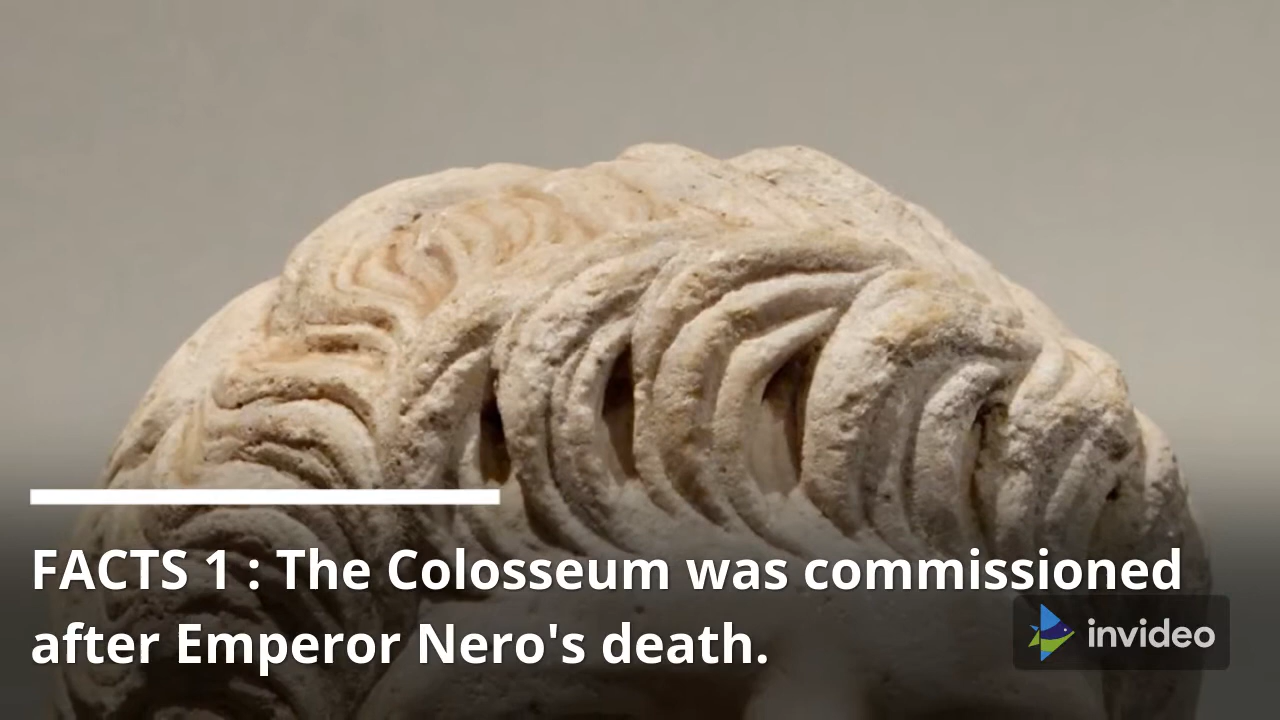 FACTS 1 : The Colosseum was commissioned
after Emperor Nero's death.
invideo